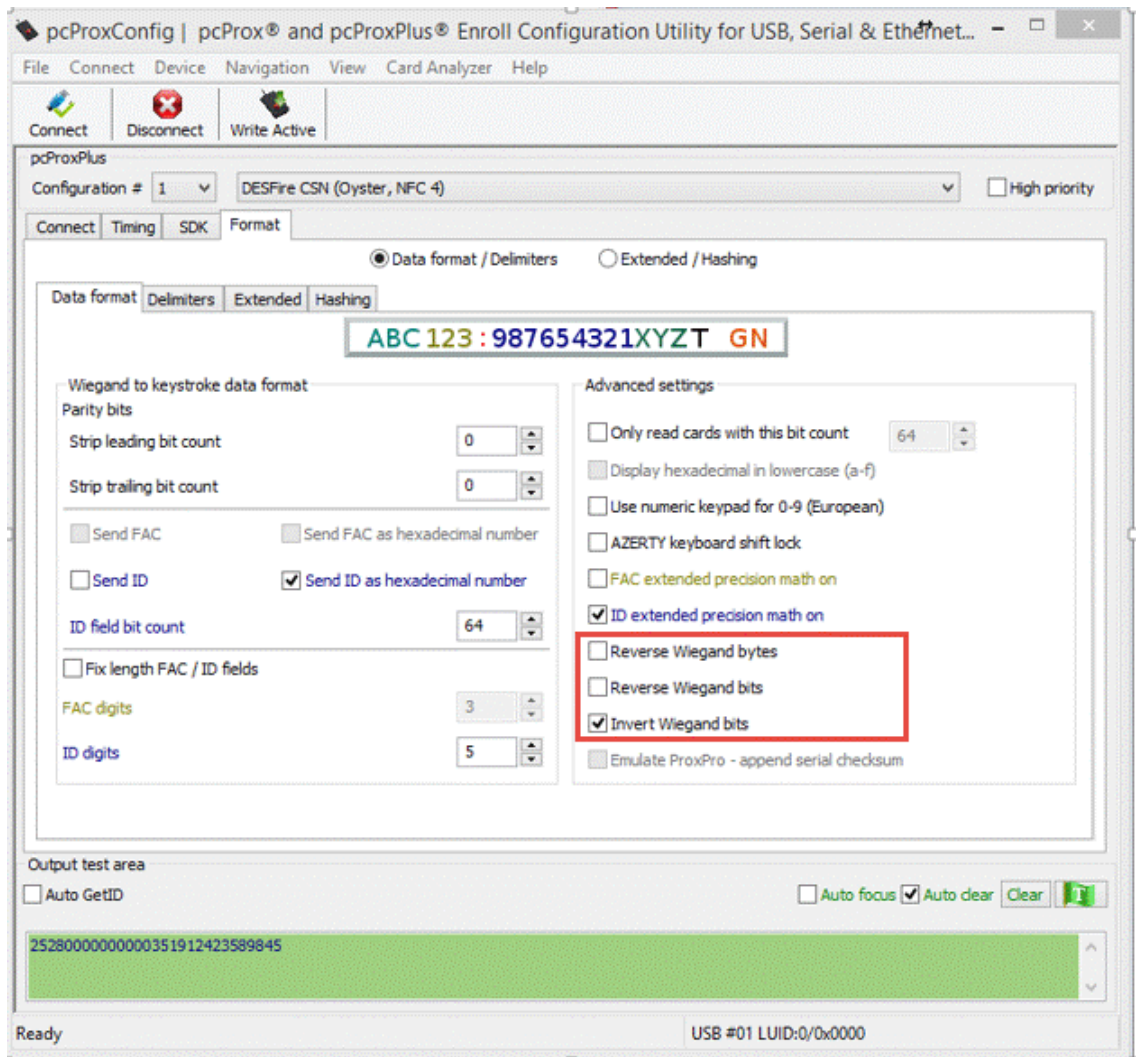 pcProxConfig | pcProx® and pcProxPlus® Enroll Configuration Utility for USB, Serial & Ethernet...
File Connect Device Navigation View Card Analyzer Help
Connect Disconnect Write Active
pcProxPlus
Configuration # 1 DESFire CSN (Oyster, NFC 4) High priority
Connect Timing SDK Format
Data format / Delimiters Extended / Hashing
Data format Delimiters Extended Hashing
ABC 123 : 987654321XYZT GN
Wiegand to keystroke data format
Parity bits
Strip leading bit count 0
Strip trailing bit count 0
Send FAC Send FAC as hexadecimal number
Send ID Send ID as hexadecimal number
ID field bit count 64
Fix length FAC / ID fields
FAC digits 3
ID digits 5
Advanced settings
Only read cards with this bit count 64
Display hexadecimal in lowercase (a-f)
Use numeric keypad for 0-9 (European)
AZERTY keyboard shift lock
FAC extended precision math on
ID extended precision math on
Reverse Wiegand bytes
Reverse Wiegand bits
Invert Wiegand bits
Emulate ProxPro - append serial checksum
Output test area
Auto GetID Auto focus Auto clear Clear T
2528000000000351912423589845
Ready USB #01 LUID:0/0x0000